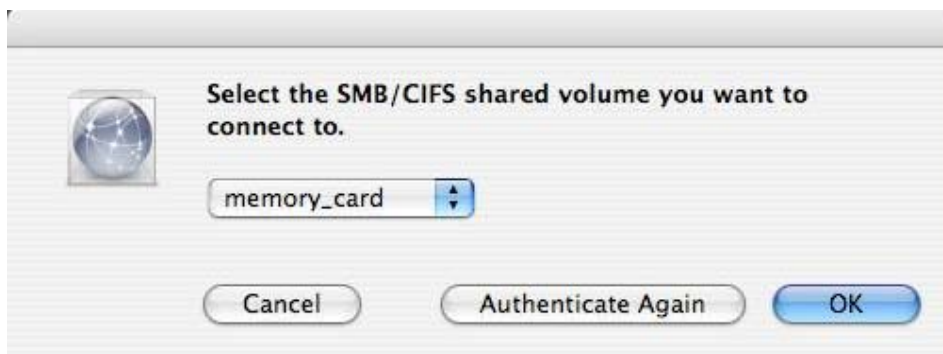 Select the SMB/CIFS shared volume you want to
connect to.
memory_card
Cancel
Authenticate Again
OK